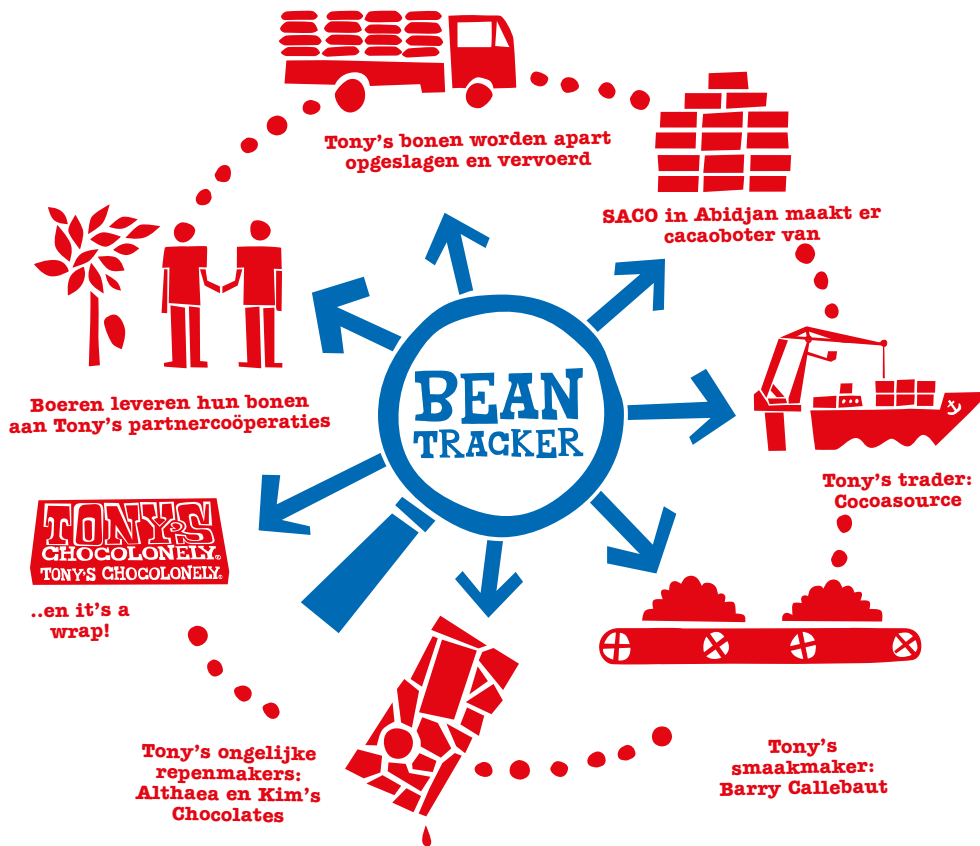 Tony's bonen worden apart
opgeslagen en vervoerd
SACO in Abidjan maakt er
cacaoboter van
Boeren leveren hun bonen
aan Tony's partnercoöperaties
BEAN
TRACKER
Tony's trader:
Cocoasource
TONY'S
CHOCOLONELY
TONY'S CHOCOLONELY
..en it's a
wrap!
Tony's ongelijke
repenmakers:
Althaea en Kim's
Chocolates
Tony's
smaakmaker:
Barry Callebaut